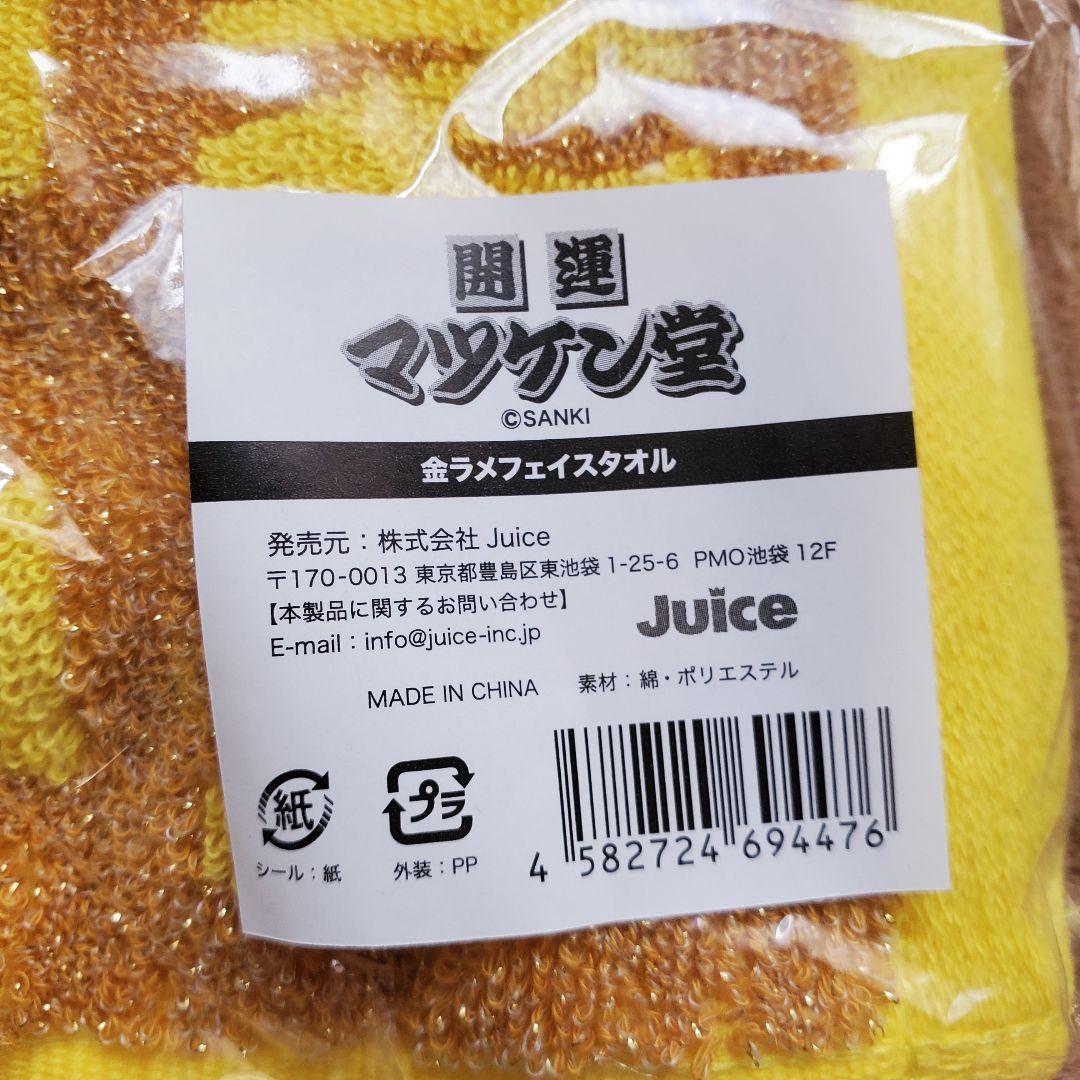 開運
マツケン堂
©SANKI
金ラメフェイスタオル
発売元：株式会社 Juice
〒170-0013 東京都豊島区東池袋 1-25-6 PMO池袋 12F
【本製品に関するお問い合わせ】
E-mail：info@juice-inc.jp
Juice
MADE IN CHINA 素材：綿・ポリエステル
紙
シール：紙
プラ
外装：PP
4 582724 694476